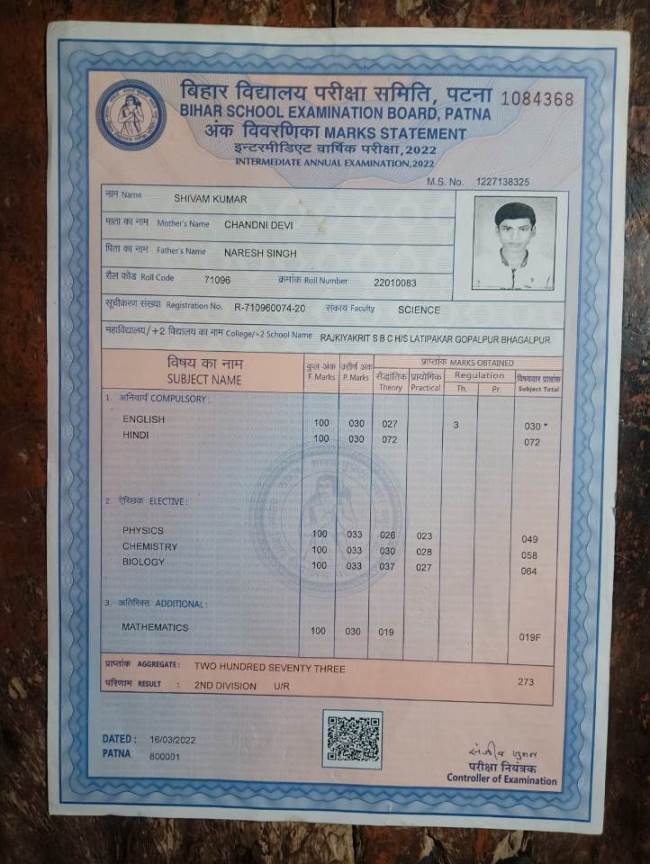 बिहार विद्यालय परीक्षा समिति, पटना 1084368
BIHAR SCHOOL EXAMINATION BOARD, PATNA
अंक विवरणिका MARKS STATEMENT
इन्टरमीडिएट वार्षिक परीक्षा, 2022
INTERMEDIATE ANNUAL EXAMINATION, 2022
M.S. No. 1227138325
नाम Name SHIVAM KUMAR
माता का नाम Mother's Name CHANDNI DEVI
पिता का नाम Father's Name NARESH SINGH
रौल कोड Roll Code 71096 क्रमांक Roll Number 22010083
सूचीकरण संख्या Registration No. R-710960074-20 संकाय Faculty SCIENCE
महाविद्यालय/+2 विद्यालय का नाम College/+2 School Name RAJKIYAKRIT S B C H/S LATIPAKAR GOPALPUR BHAGALPUR
विषय का नाम कुल अंक उत्तीर्ण अंक प्राप्तांक MARKS OBTAINED
SUBJECT NAME F. Marks P. Marks सैद्धांतिक Theory प्रायोगिक Practical Regulation Th. Pr. विषयवार प्राप्तांक Subject Total
1. अनिवार्य COMPULSORY :
ENGLISH 100 030 027 3 030 *
HINDI 100 030 072 072
2. ऐच्छिक ELECTIVE :
PHYSICS 100 033 026 023 049
CHEMISTRY 100 033 030 028 058
BIOLOGY 100 033 037 027 064
3. अतिरिक्त ADDITIONAL :
MATHEMATICS 100 030 019 019F
प्राप्तांक AGGREGATE : TWO HUNDRED SEVENTY THREE 273
परिणाम RESULT : 2ND DIVISION U/R
DATED : 16/03/2022
PATNA 800001
परीक्षा नियंत्रक
Controller of Examination